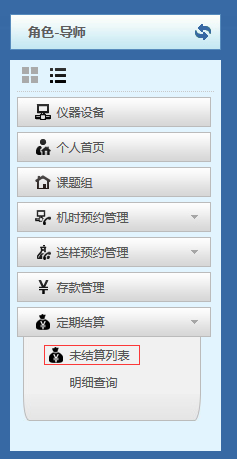 角色-导师
仪器设备
个人首页
课题组
机时预约管理
送样预约管理
存款管理
定期结算
未结算列表
明细查询